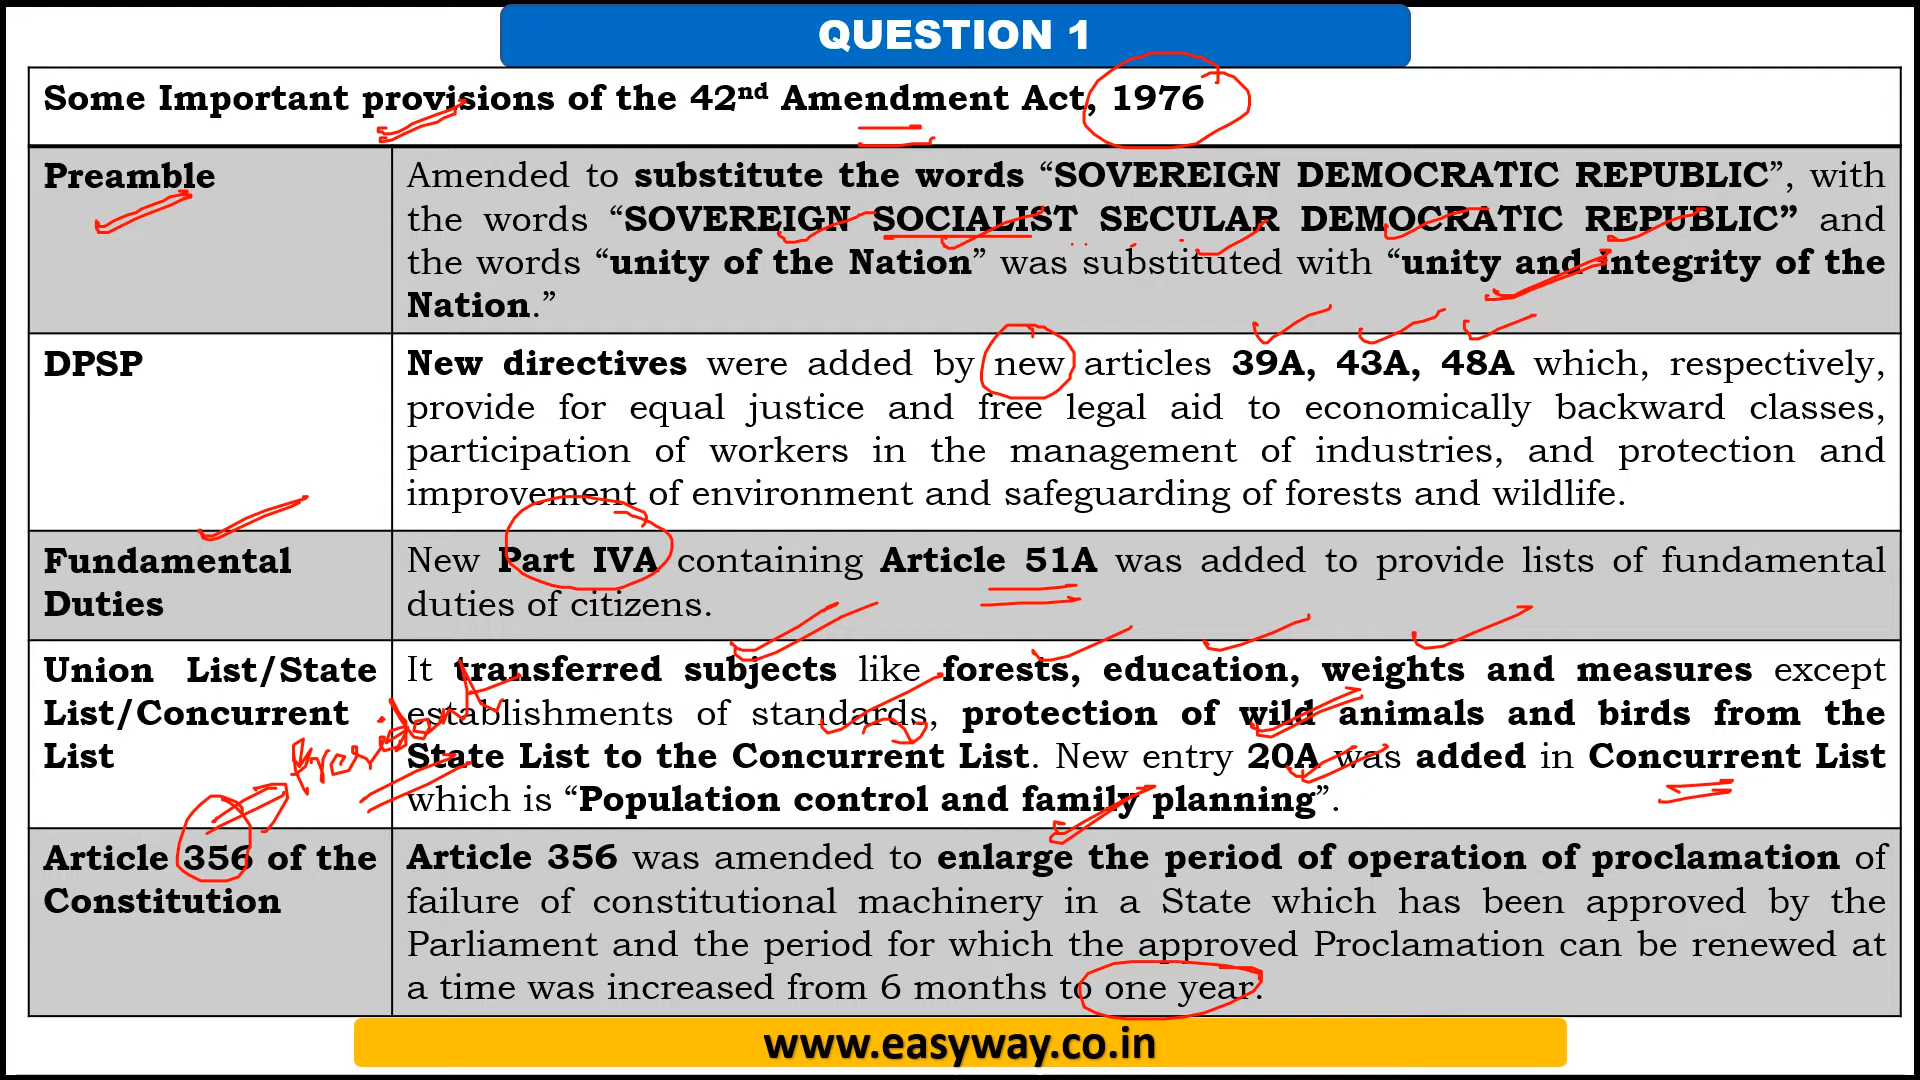 QUESTION 1
Some Important provisions of the 42nd Amendment Act, 1976
Preamble
Amended to substitute the words “SOVEREIGN DEMOCRATIC REPUBLIC”, with
the words “SOVEREIGN SOCIALIST SECULAR DEMOCRATIC REPUBLIC” and
the words “unity of the Nation” was substituted with “unity and integrity of the
Nation.”
DPSP
New directives were added by new articles 39A, 43A, 48A which, respectively,
provide for equal justice and free legal aid to economically backward classes,
participation of workers in the management of industries, and protection and
improvement of environment and safeguarding of forests and wildlife.
Fundamental
Duties
New Part IVA containing Article 51A was added to provide lists of fundamental
duties of citizens.
Union List/State
List/Concurrent
List
It transferred subjects like forests, education, weights and measures except
establishments of standards, protection of wild animals and birds from the
State List to the Concurrent List. New entry 20A was added in Concurrent List
which is “Population control and family planning”.
President
Article 356 of the
Constitution
Article 356 was amended to enlarge the period of operation of proclamation of
failure of constitutional machinery in a State which has been approved by the
Parliament and the period for which the approved Proclamation can be renewed at
a time was increased from 6 months to one year.
www.easyway.co.in